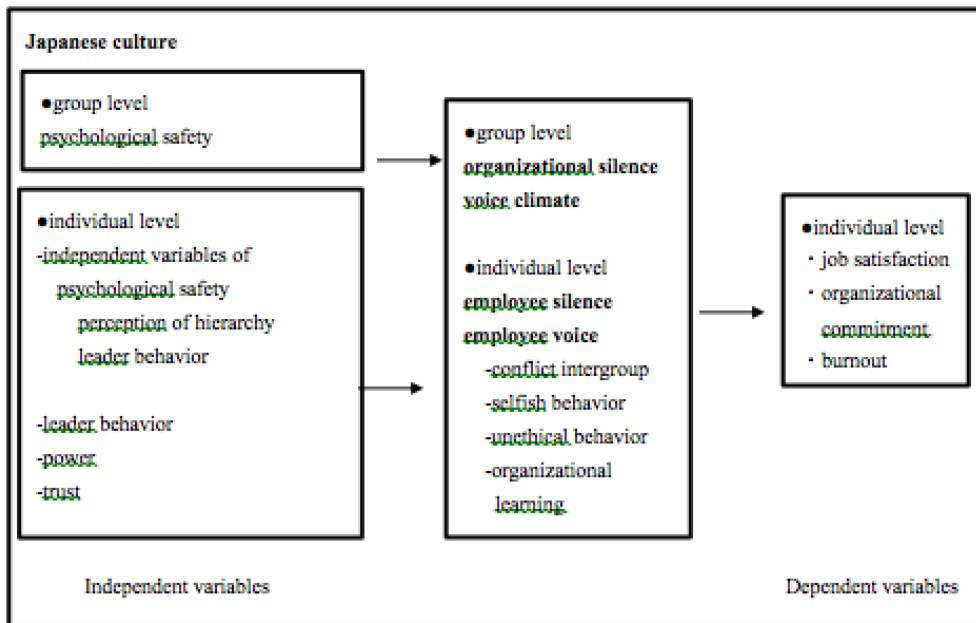 Japanese culture
●group level
psychological safety
●individual level
-independent variables of
psychological safety
perception of hierarchy
leader behavior
-leader behavior
-power
-trust
●group level
organizational silence
voice climate
●individual level
employee silence
employee voice
-conflict intergroup
-selfish behavior
-unethical behavior
-organizational
learning
●individual level
・job satisfaction
・organizational
commitment
・burnout
Independent variables
Dependent variables